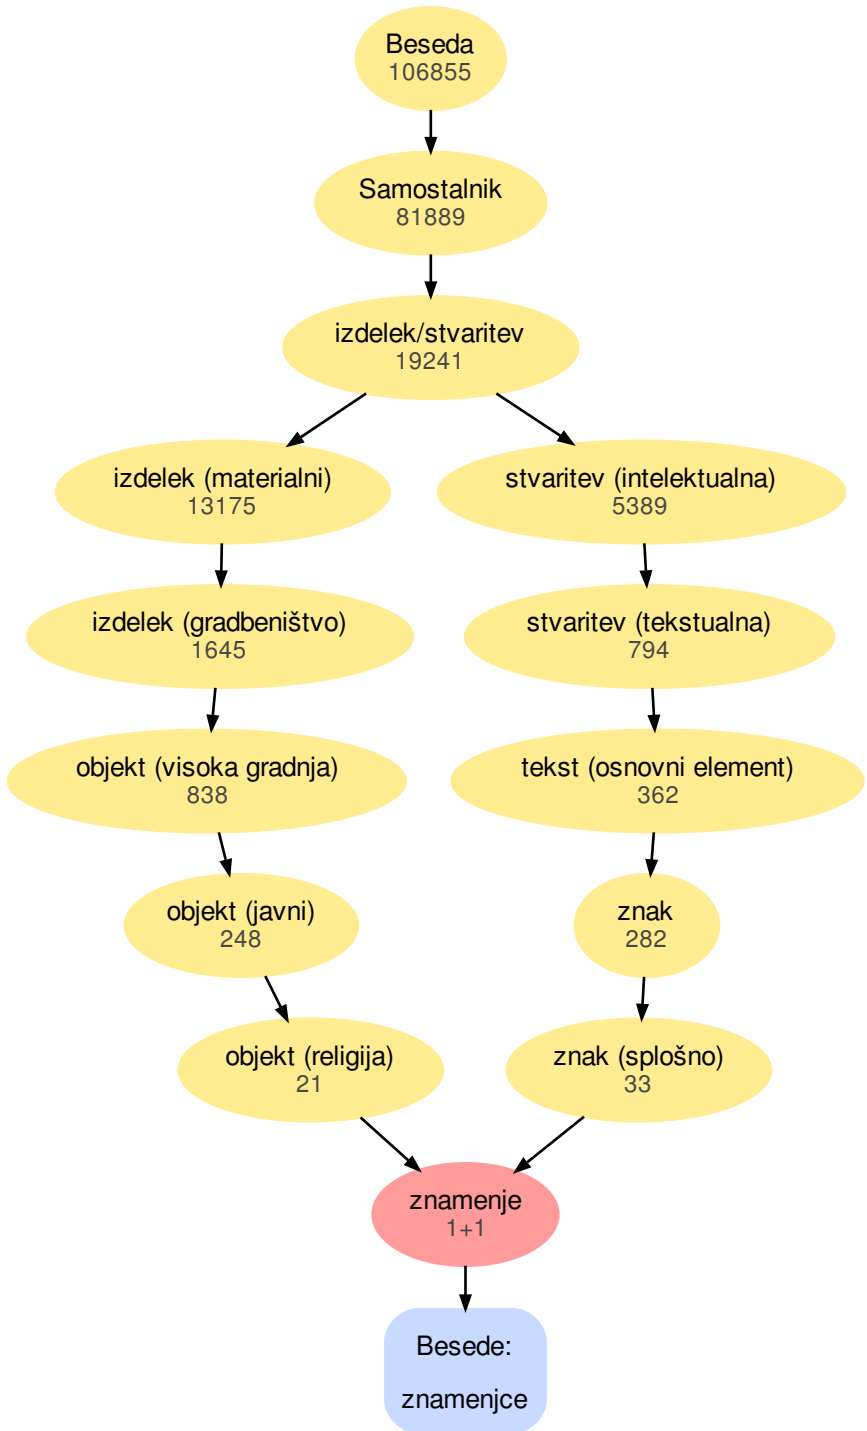 Beseda
106855
Samostalnik
81889
izdelek/stvaritev
19241
izdelek (materialni)
13175
stvaritev (intelektualna)
5389
izdelek (gradbeništvo)
1645
stvaritev (tekstualna)
794
objekt (visoka gradnja)
838
tekst (osnovni element)
362
objekt (javni)
248
znak
282
objekt (religija)
21
znak (splošno)
33
znamenje
1+1
Besede:
znamenjce